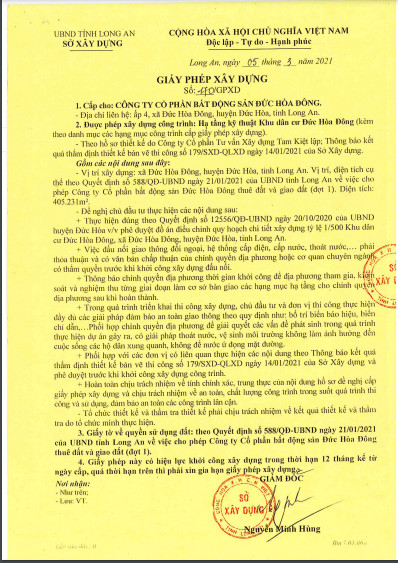 UBND TỈNH LONG AN
SỞ XÂY DỰNG
CỘNG HÒA XÃ HỘI CHỦ NGHĨA VIỆT NAM
Độc lập - Tự do - Hạnh phúc
Long An, ngày 05 tháng 3 năm 2021
GIẤY PHÉP XÂY DỰNG
Số: /GPXD
1. Cấp cho: CÔNG TY CỔ PHẦN BẤT ĐỘNG SẢN ĐỨC HÒA ĐÔNG.
- Địa chỉ liên hệ: ấp 4, xã Đức Hòa Đông, huyện Đức Hòa, tỉnh Long An.
2. Được phép xây dựng công trình: Hạ tầng kỹ thuật Khu dân cư Đức Hòa Đông (kèm
theo danh mục các hạng mục công trình cấp giấy phép xây dựng).
- Theo hồ sơ thiết kế do Công ty Cổ phần Tư vấn Xây dựng Tam Kiệt lập; Thông báo kết
quả thẩm định thiết kế bản vẽ thi công số 179/SXD-QLXD ngày 14/01/2021 của Sở Xây dựng.
Gồm các nội dung sau đây:
- Vị trí xây dựng: xã Đức Hòa Đông, huyện Đức Hòa, tỉnh Long An. Vị trí, diện tích cụ
thể theo Quyết định số 588/QĐ-UBND ngày 21/01/2021 của UBND tỉnh Long An về việc cho
phép Công ty Cổ phần bất động sản Đức Hòa Đông thuê đất và giao đất (đợt 1). Diện tích:
405.231m².
- Đề nghị chủ đầu tư thực hiện các nội dung sau:
+ Thực hiện đúng theo Quyết định số 12556/QĐ-UBND ngày 20/10/2020 của UBND
huyện Đức Hòa v/v phê duyệt đồ án điều chỉnh quy hoạch chi tiết xây dựng tỷ lệ 1/500 Khu dân
cư Đức Hòa Đông, xã Đức Hòa Đông, huyện Đức Hòa, tỉnh Long An.
+ Việc đấu nối giao thông đối ngoại, hệ thống cấp điện, cấp nước, thoát nước,… phải
thỏa thuận và có văn bản chấp thuận của chính quyền địa phương hoặc cơ quan chuyên ngành
có thẩm quyền trước khi khởi công xây dựng đấu nối.
+ Thông báo chính quyền địa phương thời gian khởi công để địa phương tham gia, kiểm
soát và nghiệm thu từng giai đoạn làm cơ sở bàn giao các hạng mục hạ tầng cho chính quyền
địa phương sau khi hoàn thành.
+ Trong quá trình triển khai thi công xây dựng, chủ đầu tư và đơn vị thi công thực hiện
đầy đủ các giải pháp đảm bảo an toàn giao thông theo quy định như: bố trí biển báo hiệu, biển
chỉ dẫn,…Phối hợp chính quyền địa phương để giải quyết các vấn đề phát sinh trong quá trình
thực hiện dự án gây ra, có giải pháp thoát nước, vệ sinh môi trường không làm ảnh hưởng đến
cuộc sống các hộ dân xung quanh, không để nước ứ đọng mặt đường.
+ Phối hợp với các đơn vị có liên quan thực hiện các nội dung theo Thông báo kết quả
thẩm định thiết kế bản vẽ thi công số 179/SXD-QLXD ngày 14/01/2021 của Sở Xây dựng và
phê duyệt trước khi khởi công xây dựng công trình.
+ Hoàn toàn chịu trách nhiệm về tính chính xác, trung thực của nội dung hồ sơ đề nghị cấp
giấy phép xây dựng và chịu trách nhiệm về an toàn, chất lượng công trình trong suốt quá trình thi
công và sử dụng, đảm bảo an toàn các công trình lân cận.
- Tổ chức thiết kế và thẩm tra thiết kế phải chịu trách nhiệm về kết quả thiết kế và thẩm
tra do tổ chức mình thực hiện.
3. Giấy tờ về quyền sử dụng đất: theo Quyết định số 588/QĐ-UBND ngày 21/01/2021
của UBND tỉnh Long An về việc cho phép Công ty Cổ phần bất động sản Đức Hòa Đông thuê
đất và giao đất (đợt 1).
4. Giấy phép này có hiệu lực khởi công xây dựng trong thời hạn 12 tháng kể từ
ngày cấp, quá thời hạn trên thì phải xin gia hạn giấy phép xây dựng.
Nơi nhận:
- Như trên;
- Lưu: VT.
GIÁM ĐỐC
SỞ
XÂY DỰNG
Nguyễn Minh Hùng
SỞ
XÂY DỰNG